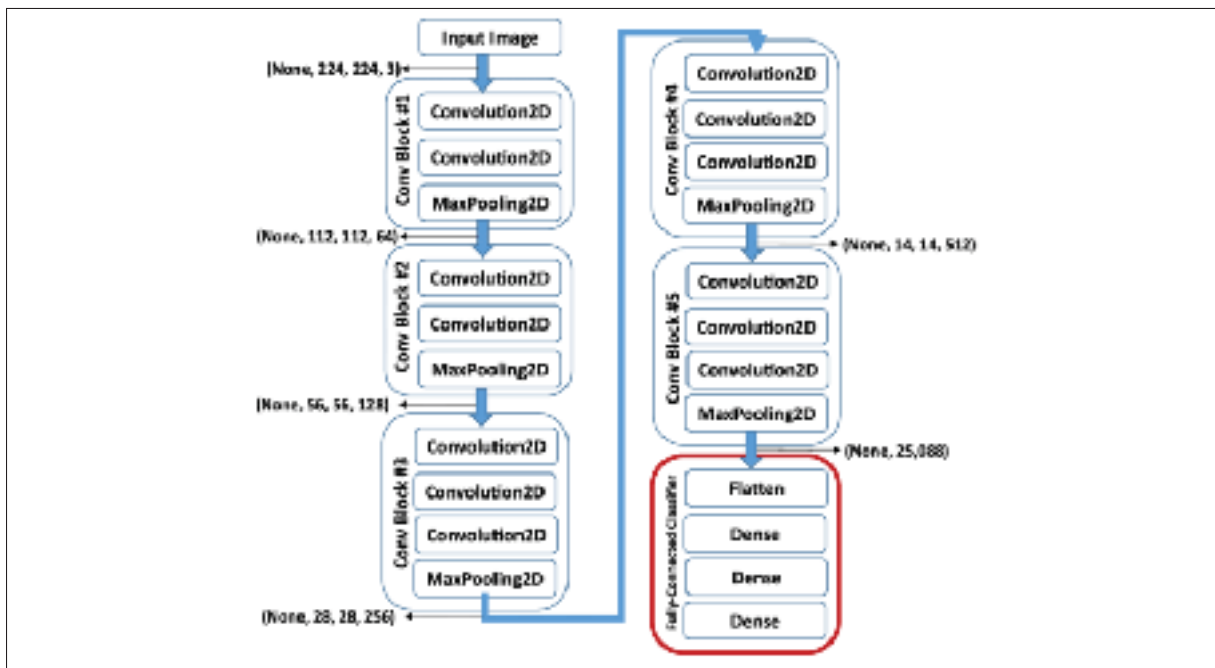 Input Image
(None, 224, 224, 3)
Conv Block #1
Convolution2D
Convolution2D
MaxPooling2D
(None, 112, 112, 64)
Conv Block #2
Convolution2D
Convolution2D
MaxPooling2D
(None, 56, 56, 128)
Conv Block #3
Convolution2D
Convolution2D
Convolution2D
MaxPooling2D
(None, 28, 28, 256)
Conv Block #4
Convolution2D
Convolution2D
Convolution2D
MaxPooling2D
(None, 14, 14, 512)
Conv Block #5
Convolution2D
Convolution2D
Convolution2D
MaxPooling2D
(None, 25,088)
Fully-Connected Classifier
Flatten
Dense
Dense
Dense